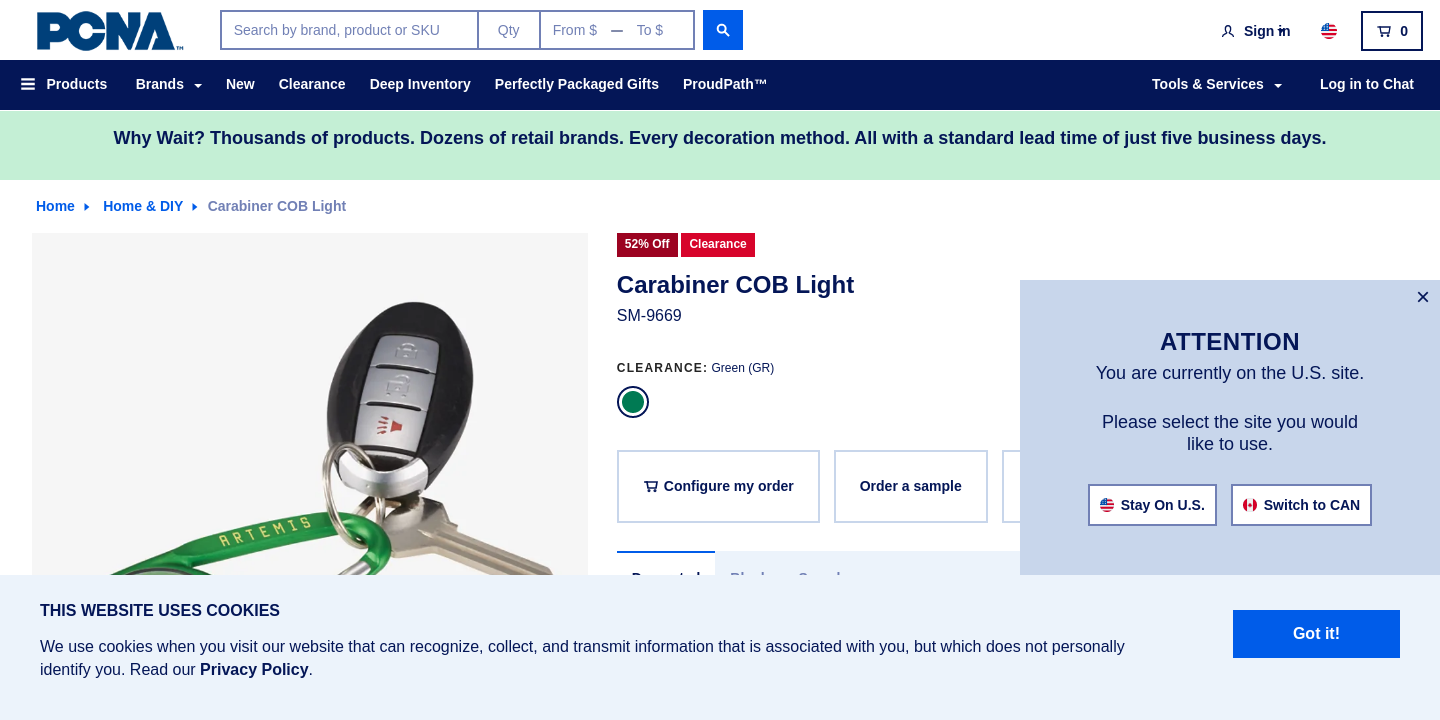 PCNA™
Search by brand, product or SKU
Qty
From $ — To $
Sign in
0
Products
Brands
New
Clearance
Deep Inventory
Perfectly Packaged Gifts
ProudPath™
Tools & Services
Log in to Chat
Why Wait? Thousands of products. Dozens of retail brands. Every decoration method. All with a standard lead time of just five business days.
Home
Home & DIY
Carabiner COB Light
ARTEMIS
52% Off
Clearance
Carabiner COB Light
SM-9669
CLEARANCE: Green (GR)
Configure my order
Order a sample
×
ATTENTION
You are currently on the U.S. site.
Please select the site you would
like to use.
Stay On U.S.
Switch to CAN
THIS WEBSITE USES COOKIES
We use cookies when you visit our website that can recognize, collect, and transmit information that is associated with you, but which does not personally
identify you. Read our Privacy Policy.
Got it!